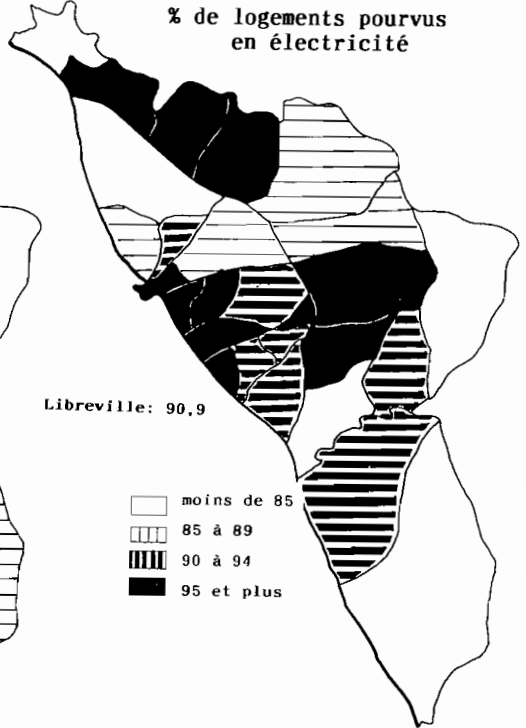 % de logements pourvus
en électricité
Libreville: 90,9
moins de 85
85 à 89
90 à 94
95 et plus